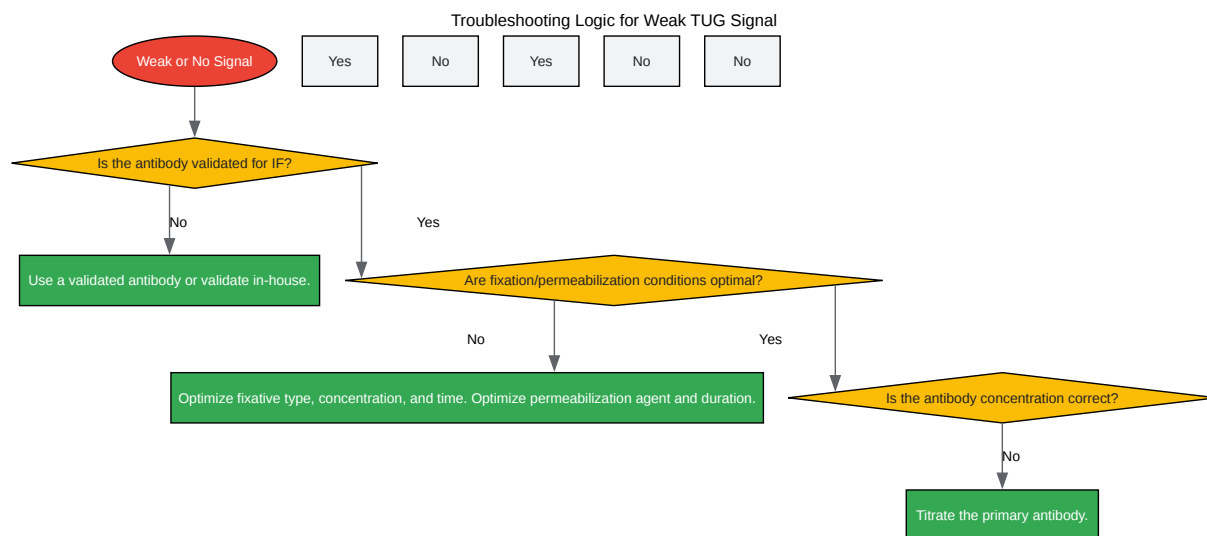 Troubleshooting Logic for Weak TUG Signal
Weak or No Signal
Yes
No
Yes
No
No
Is the antibody validated for IF?
No
Yes
Use a validated antibody or validate in-house.
Are fixation/permeabilization conditions optimal?
No
Yes
Optimize fixative type, concentration, and time. Optimize permeabilization agent and duration.
Is the antibody concentration correct?
No
Titrate the primary antibody.